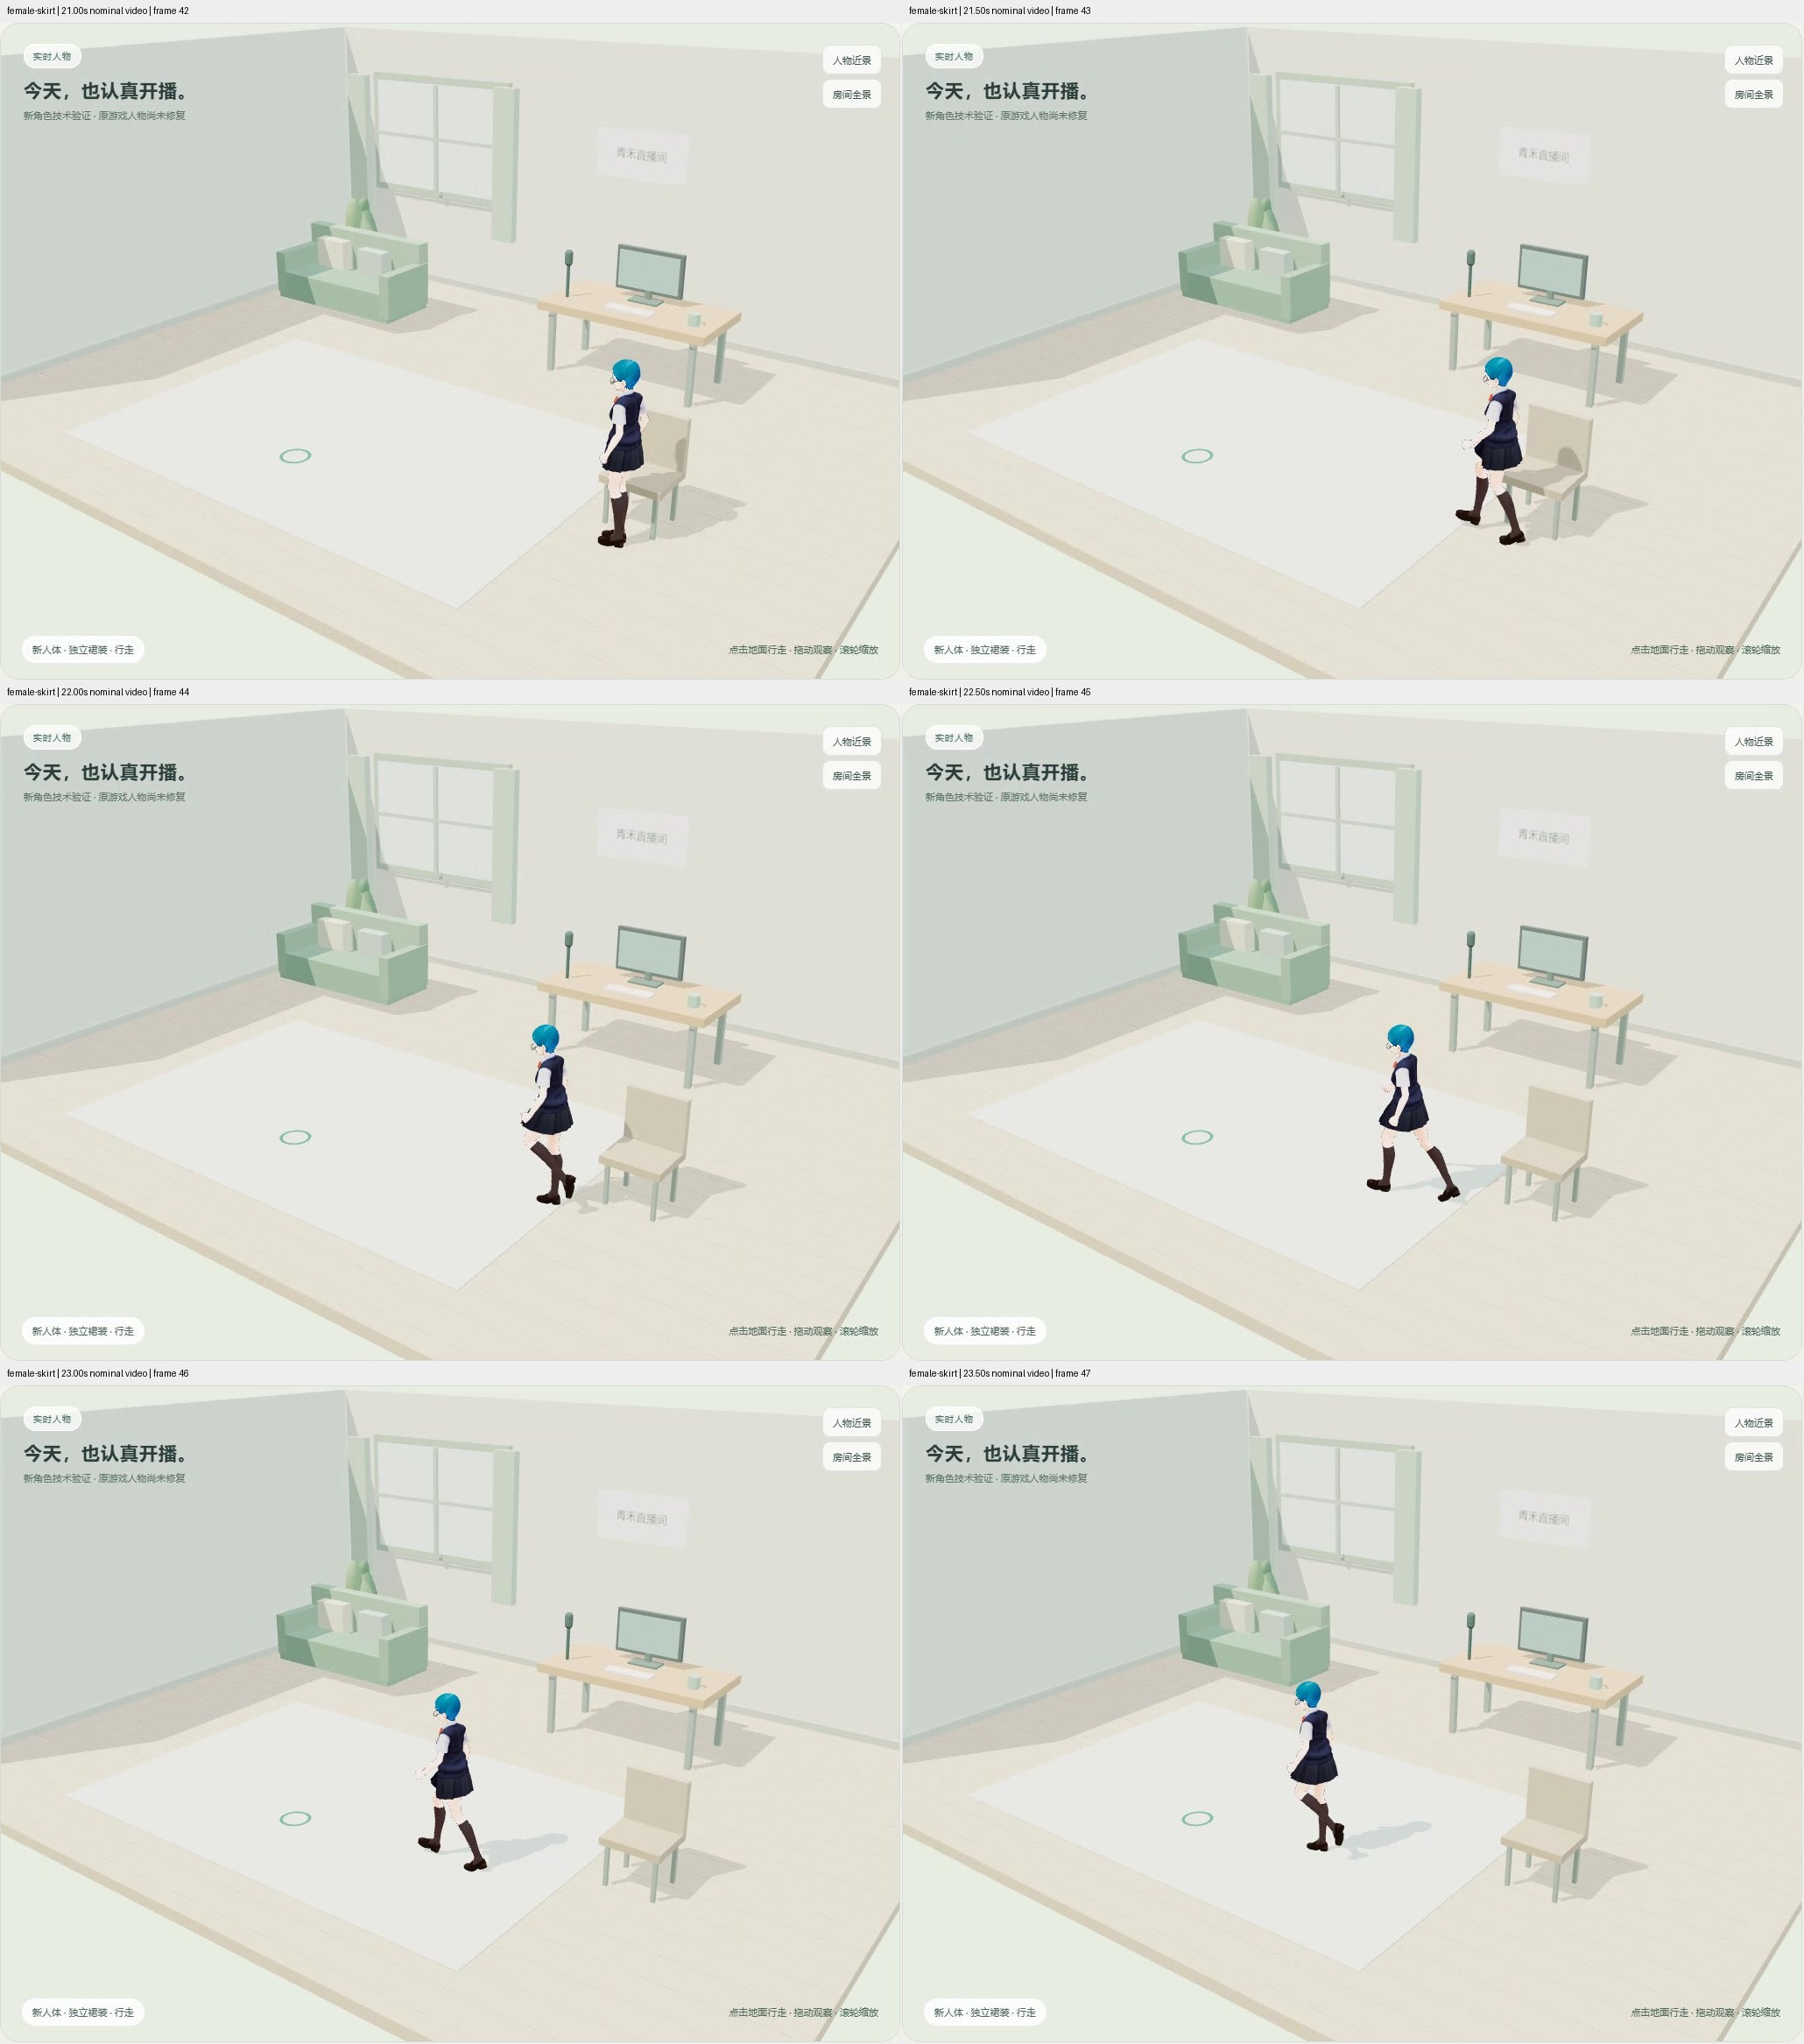 female-skirt | 21.00s nominal video | frame 42
实时人物
人物近景
今天，也认真开播。
房间全景
新角色技术验证 · 原游戏人物尚未修复
青禾直播间
新人体 · 独立裙装 · 行走
点击地面行走 · 拖动观察 · 滚轮缩放
female-skirt | 21.50s nominal video | frame 43
实时人物
人物近景
今天，也认真开播。
房间全景
新角色技术验证 · 原游戏人物尚未修复
青禾直播间
新人体 · 独立裙装 · 行走
点击地面行走 · 拖动观察 · 滚轮缩放
female-skirt | 22.00s nominal video | frame 44
实时人物
人物近景
今天，也认真开播。
房间全景
新角色技术验证 · 原游戏人物尚未修复
青禾直播间
新人体 · 独立裙装 · 行走
点击地面行走 · 拖动观察 · 滚轮缩放
female-skirt | 22.50s nominal video | frame 45
实时人物
人物近景
今天，也认真开播。
房间全景
新角色技术验证 · 原游戏人物尚未修复
青禾直播间
新人体 · 独立裙装 · 行走
点击地面行走 · 拖动观察 · 滚轮缩放
female-skirt | 23.00s nominal video | frame 46
实时人物
人物近景
今天，也认真开播。
房间全景
新角色技术验证 · 原游戏人物尚未修复
青禾直播间
新人体 · 独立裙装 · 行走
点击地面行走 · 拖动观察 · 滚轮缩放
female-skirt | 23.50s nominal video | frame 47
实时人物
人物近景
今天，也认真开播。
房间全景
新角色技术验证 · 原游戏人物尚未修复
青禾直播间
新人体 · 独立裙装 · 行走
点击地面行走 · 拖动观察 · 滚轮缩放